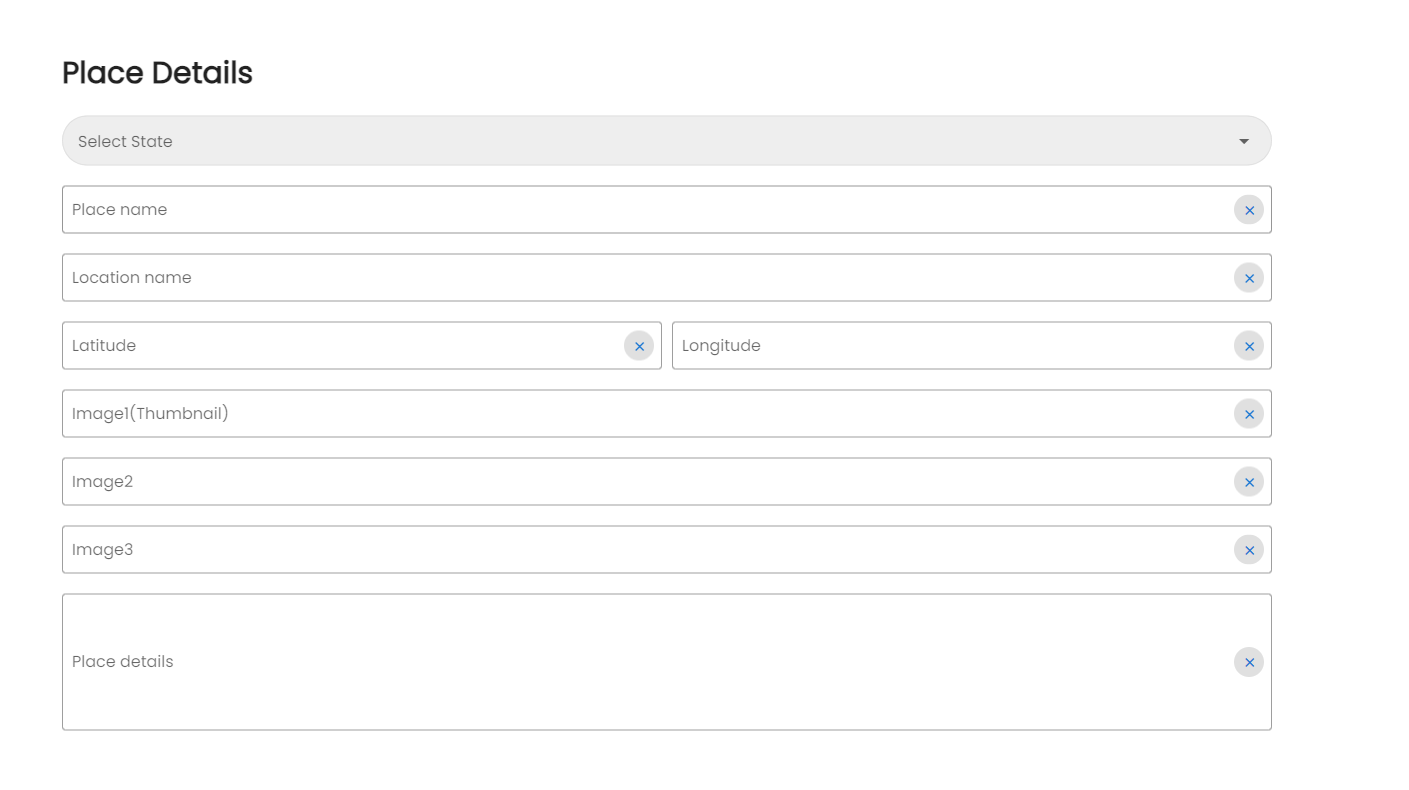 Place Details
Select State
Place name
Location name
Latitude
Longitude
Image1(Thumbnail)
Image2
Image3
Place details